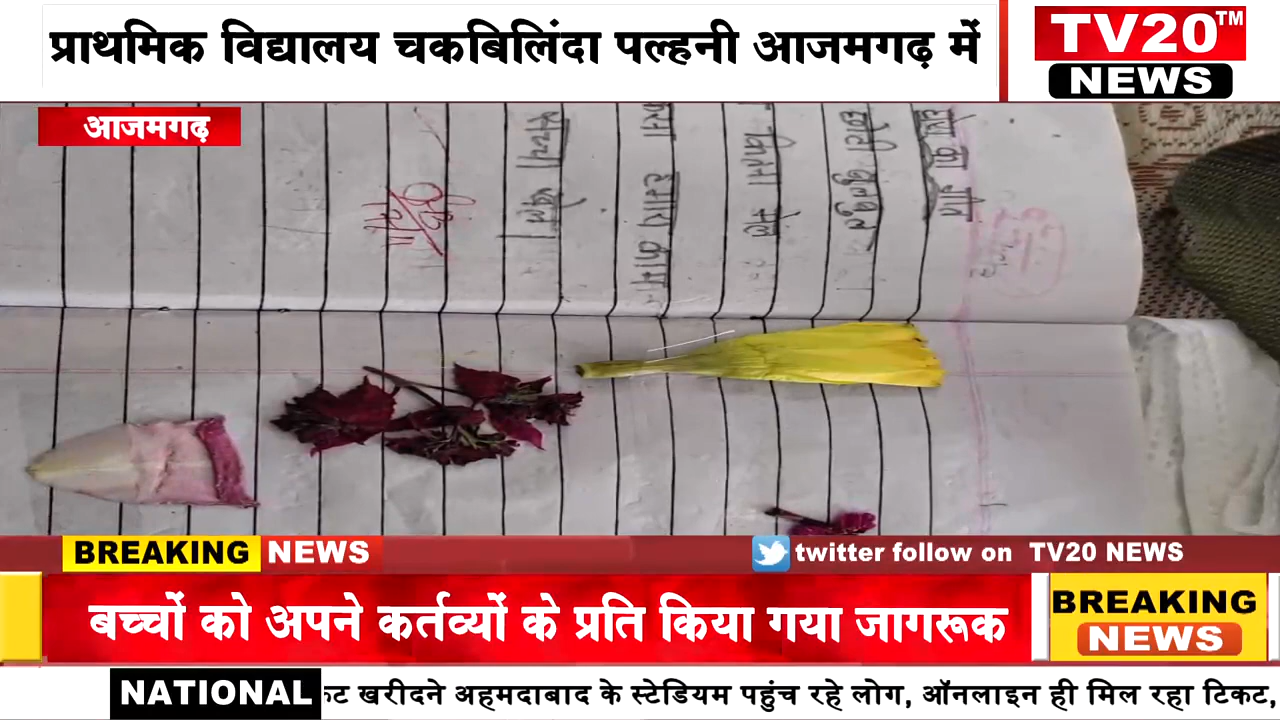 प्राथमिक विद्यालय चकबिलिंदा पल्हनी आजमगढ़ में
TV20™
NEWS
आजमगढ़
BREAKING NEWS
twitter follow on TV20 NEWS
बच्चों को अपने कर्तव्यों के प्रति किया गया जागरूक
BREAKING
NEWS
NATIONAL
खरीदने अहमदाबाद के स्टेडियम पहुंच रहे लोग, ऑनलाइन ही मिल रहा टिकट,